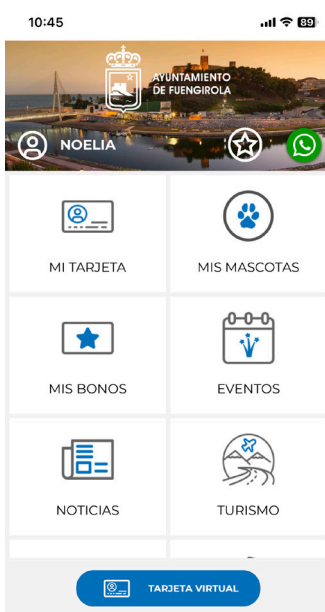 10:45
89
AYUNTAMIENTO
DE FUENGIROLA
NOELIA
MI TARJETA
MIS MASCOTAS
MIS BONOS
EVENTOS
NOTICIAS
TURISMO
TARJETA VIRTUAL